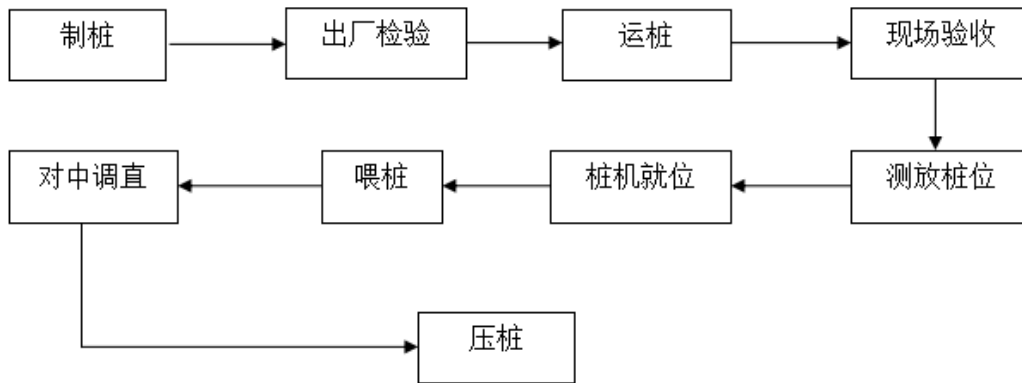 制桩
出厂检验
运桩
现场验收
测放桩位
桩机就位
喂桩
对中调直
压桩